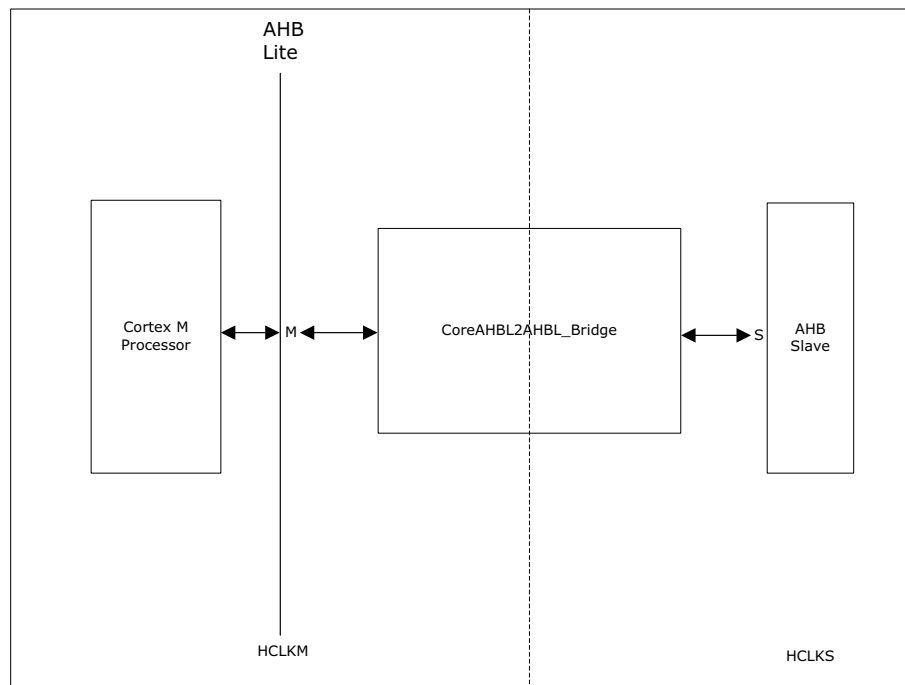 AHB
Lite
Cortex M
Processor
M
CoreAHBL2AHBL_Bridge
S
AHB
Slave
HCLKM
HCLKS